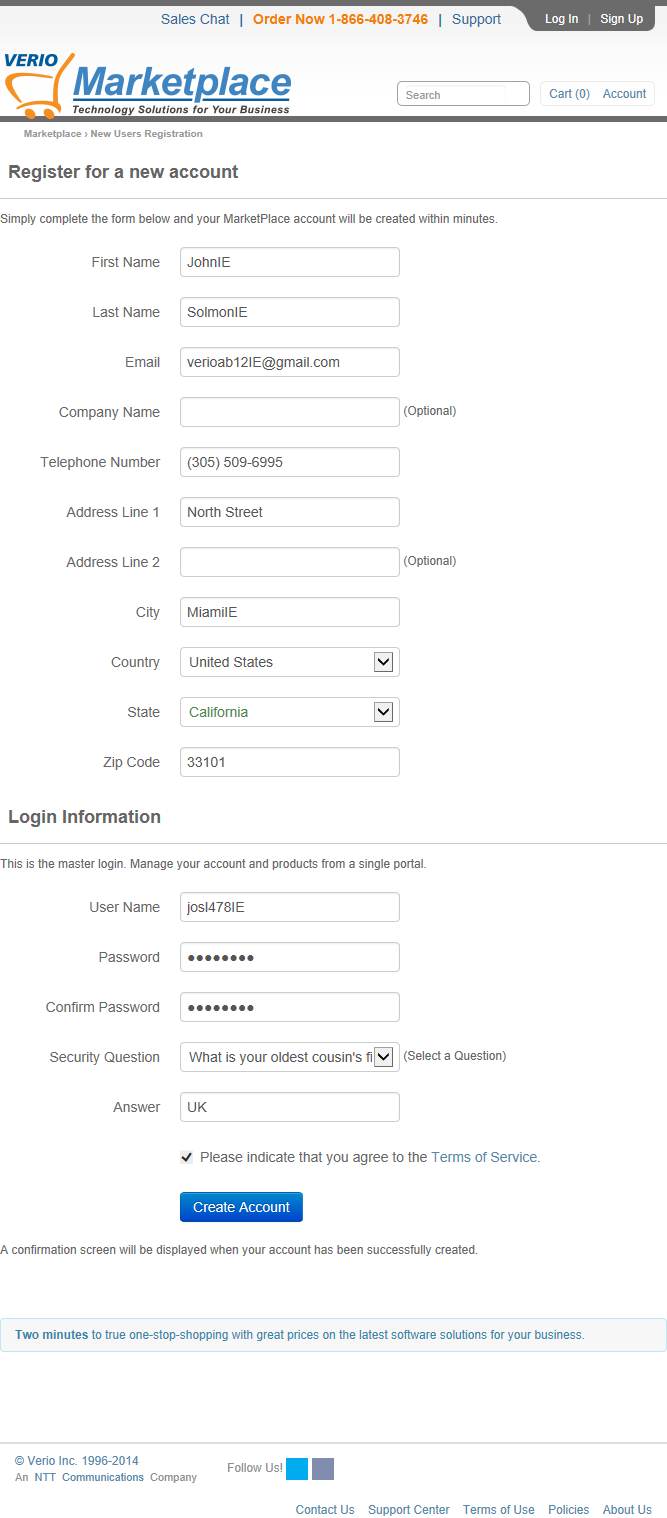 Sales Chat | Order Now 1-866-408-3746 | Support Log In | Sign Up
VERIO
Marketplace
Technology Solutions for Your Business
Search Cart (0) Account
Marketplace › New Users Registration
Register for a new account
Simply complete the form below and your MarketPlace account will be created within minutes.
First Name JohnIE
Last Name SolmonIE
Email verioab12IE@gmail.com
Company Name (Optional)
Telephone Number (305) 509-6995
Address Line 1 North Street
Address Line 2 (Optional)
City MiamiIE
Country United States
State California
Zip Code 33101
Login Information
This is the master login. Manage your account and products from a single portal.
User Name josl478IE
Password ●●●●●●●●
Confirm Password ●●●●●●●●
Security Question What is your oldest cousin's fi (Select a Question)
Answer UK
Please indicate that you agree to the Terms of Service.
Create Account
A confirmation screen will be displayed when your account has been successfully created.
Two minutes to true one-stop-shopping with great prices on the latest software solutions for your business.
© Verio Inc. 1996-2014
An NTT Communications Company
Follow Us!
Contact Us Support Center Terms of Use Policies About Us